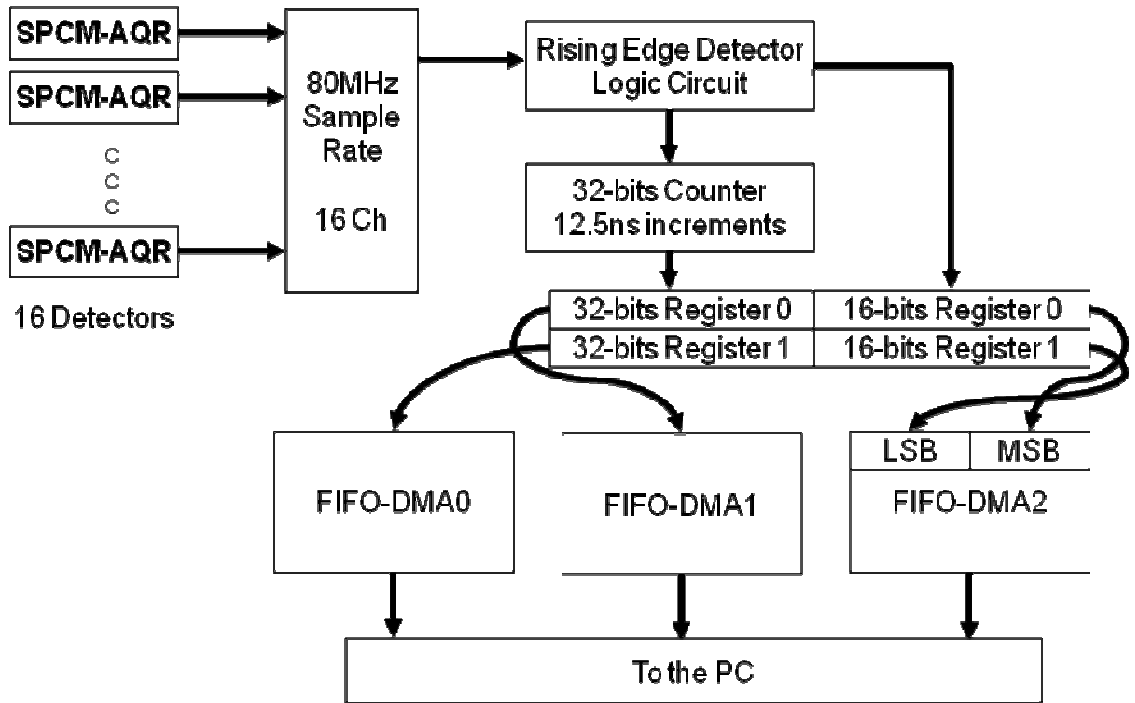 SPCM-AQR
SPCM-AQR
c
c
c
SPCM-AQR
16 Detectors
80MHz
Sample
Rate
16 Ch
Rising Edge Detector
Logic Circuit
32-bits Counter
12.5ns increments
32-bits Register 0
16-bits Register 0
32-bits Register 1
16-bits Register 1
FIFO-DMA0
FIFO-DMA1
LSB
MSB
FIFO-DMA2
To the PC